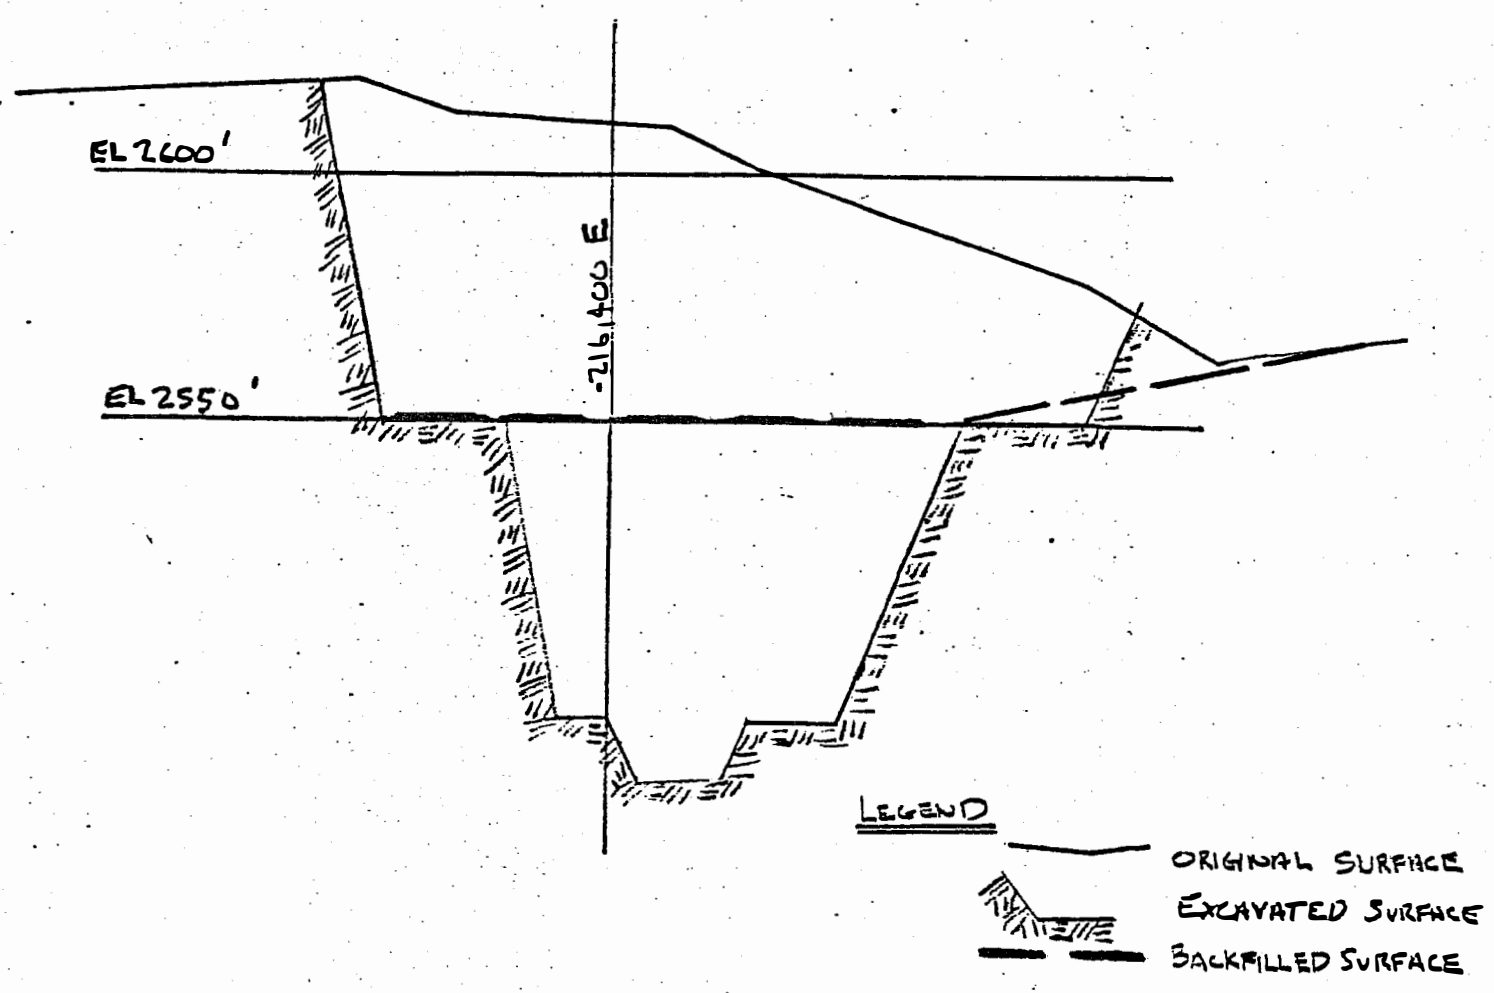 EL 2600'
216,400 E
EL 2550'
LEGEND
ORIGINAL SURFACE
EXCAVATED SURFACE
BACKFILLED SURFACE